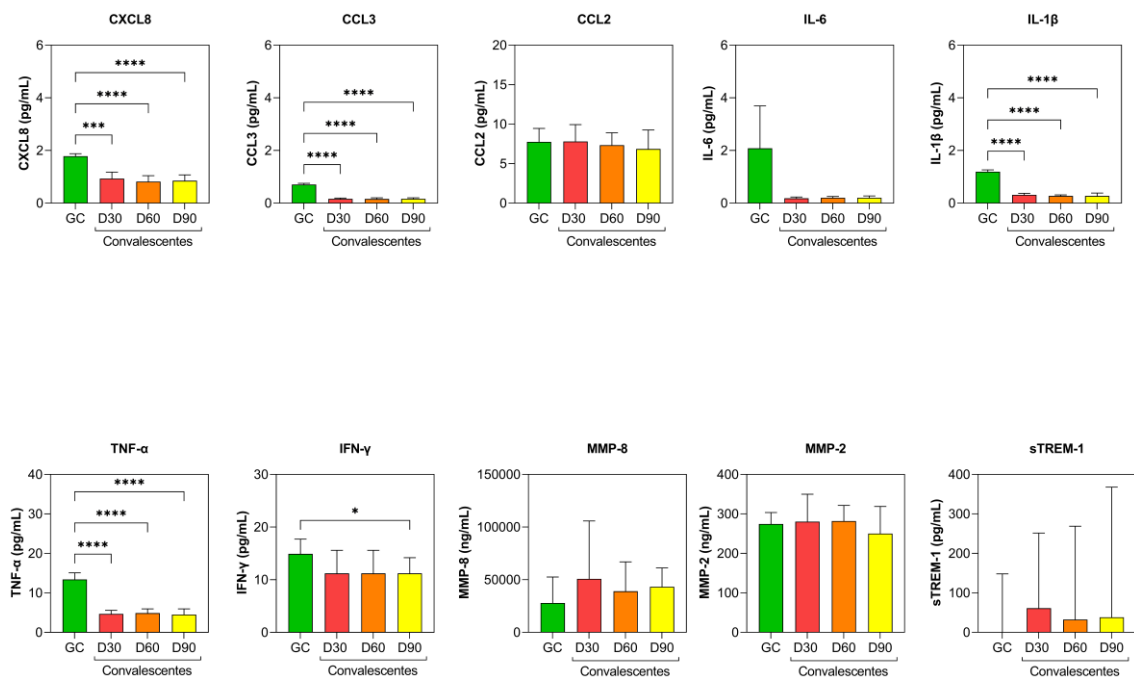 CXCL8
CXCL8 (pg/mL)
6
4
2
0
****
****
***
GC D30 D60 D90
Convalescentes
CCL3
CCL3 (pg/mL)
6
4
2
0
****
****
****
GC D30 D60 D90
Convalescentes
CCL2
CCL2 (pg/mL)
20
15
10
5
0
GC D30 D60 D90
Convalescentes
IL-6
IL-6 (pg/mL)
6
4
2
0
GC D30 D60 D90
Convalescentes
IL-1β
IL-1β (pg/mL)
6
4
2
0
****
****
****
GC D30 D60 D90
Convalescentes
TNF-α
TNF-α (pg/mL)
40
30
20
10
0
****
****
****
GC D30 D60 D90
Convalescentes
IFN-γ
IFN-γ (pg/mL)
30
20
10
0
*
GC D30 D60 D90
Convalescentes
MMP-8
MMP-8 (ng/mL)
150000
100000
50000
0
GC D30 D60 D90
Convalescentes
MMP-2
MMP-2 (ng/mL)
400
300
200
100
0
GC D30 D60 D90
Convalescentes
sTREM-1
sTREM-1 (pg/mL)
400
300
200
100
0
GC D30 D60 D90
Convalescentes